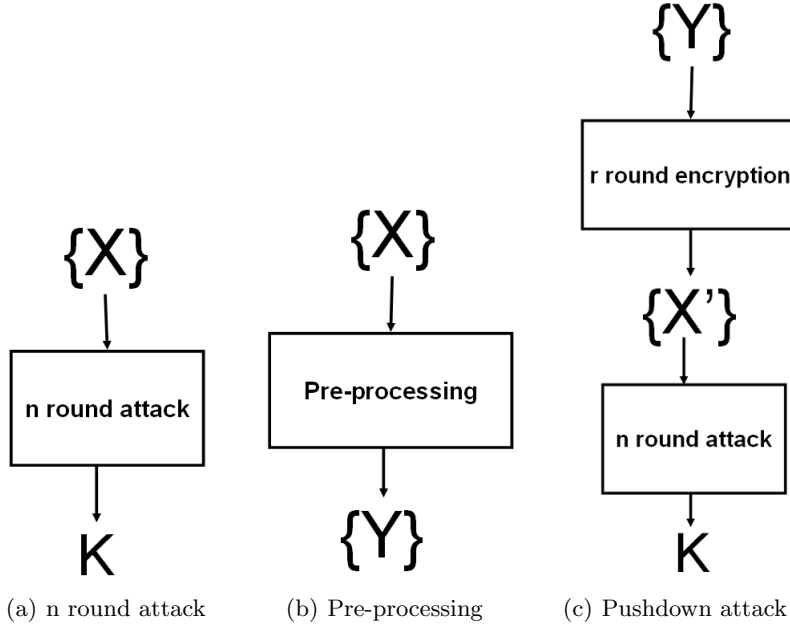 {X}
n round attack
K
(a) n round attack
{X}
Pre-processing
{Y}
(b) Pre-processing
{Y}
r round encryption
{X’}
n round attack
K
(c) Pushdown attack